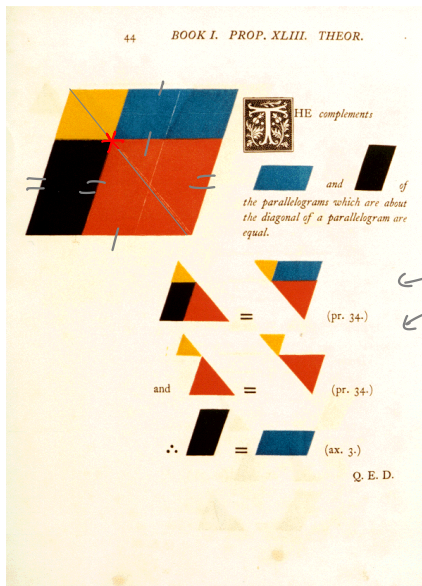 44 BOOK I. PROP. XLIII. THEOR.
THE complements
and of
the parallelograms which are about
the diagonal of a parallelogram are
equal.
= (pr. 34.)
and = (pr. 34.)
∴ = (ax. 3.)
Q. E. D.